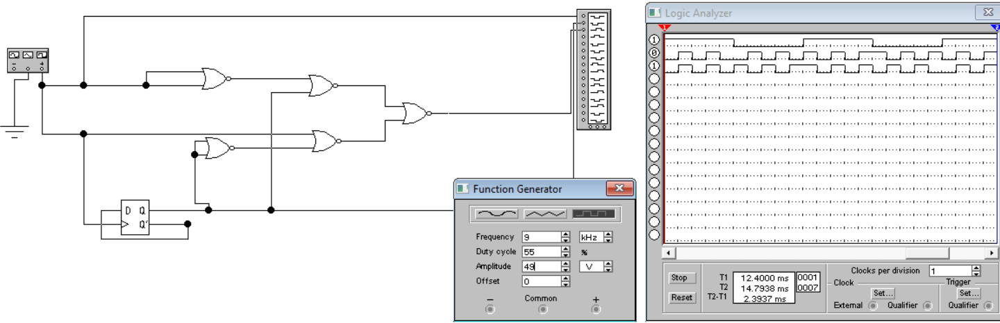 Logic Analyzer
1 2
1
0
1
D Q
Q'
− +
Function Generator
Frequency 9 kHz
Duty cycle 55 %
Amplitude 49 V
Offset 0
− Common +
Stop
Reset
T1 12.4000 ms 0001
T2 14.7938 ms 0007
T2-T1 2.3937 ms
Clocks per division 1
Clock
Set...
External Qualifier
Trigger
Set...
Qualifier